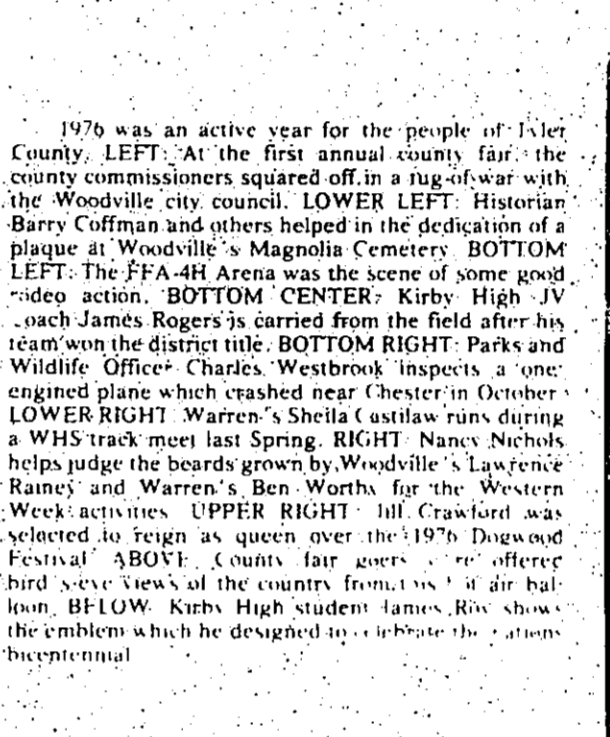 1976 was an active year for the people of Tyler
County. LEFT: At the first annual county fair, the
county commissioners squared off in a tug-of-war with
the Woodville city council. LOWER LEFT: Historian
Barry Coffman and others helped in the dedication of a
plaque at Woodville's Magnolia Cemetery. BOTTOM
LEFT: The FFA-4H Arena was the scene of some good
rodeo action. BOTTOM CENTER: Kirby High JV
coach James Rogers is carried from the field after his
team won the district title. BOTTOM RIGHT: Parks and
Wildlife Officer Charles Westbrook inspects a one-
engined plane which crashed near Chester in October
LOWER RIGHT: Warren's Sheila Castilaw runs during
a WHS track meet last Spring. RIGHT: Nancy Nichols
helps judge the beards grown by Woodville's Lawrence
Rainey and Warren's Ben Worths for the Western
Week activities UPPER RIGHT: Jill Crawford was
selected to reign as queen over the 1976 Dogwood
Festival ABOVE: County fair goers were offered
bird's-eye views of the country from this hot air bal-
loon. BELOW: Kirby High student James Roy shows
the emblem which he designed to celebrate the nations
bicentennial